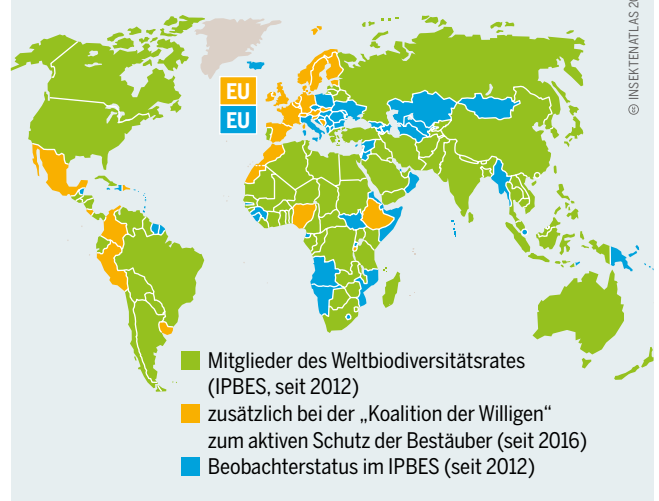 © INSEKTENATLAS
EU
EU
Mitglieder des Weltbiodiversitätsrates
(IPBES, seit 2012)
zusätzlich bei der „Koalition der Willigen“
zum aktiven Schutz der Bestäuber (seit 2016)
Beobachterstatus im IPBES (seit 2012)